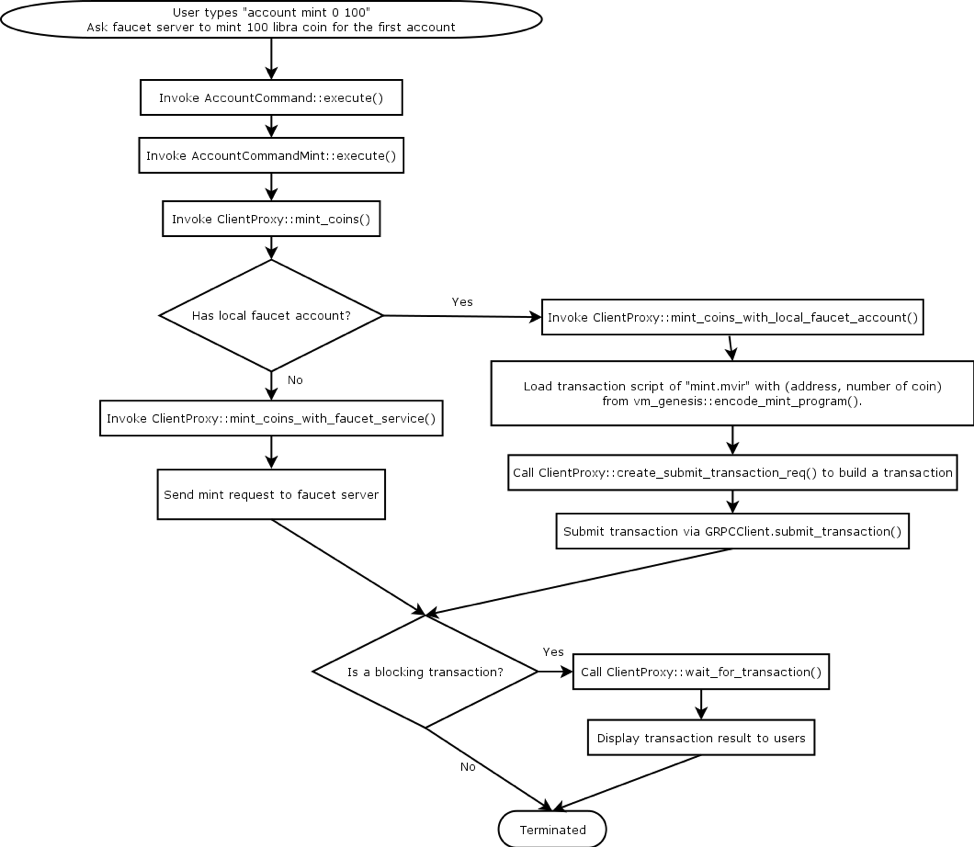 User types "account mint 0 100"
Ask faucet server to mint 100 libra coin for the first account
Invoke AccountCommand::execute()
Invoke AccountCommandMint::execute()
Invoke ClientProxy::mint_coins()
Has local faucet account?
Yes
Invoke ClientProxy::mint_coins_with_local_faucet_account()
No
Load transaction script of "mint.mvir" with (address, number of coin)
from vm_genesis::encode_mint_program().
Invoke ClientProxy::mint_coins_with_faucet_service()
Call ClientProxy::create_submit_transaction_req() to build a transaction
Send mint request to faucet server
Submit transaction via GRPCClient.submit_transaction()
Is a blocking transaction?
Yes
Call ClientProxy::wait_for_transaction()
Display transaction result to users
No
Terminated